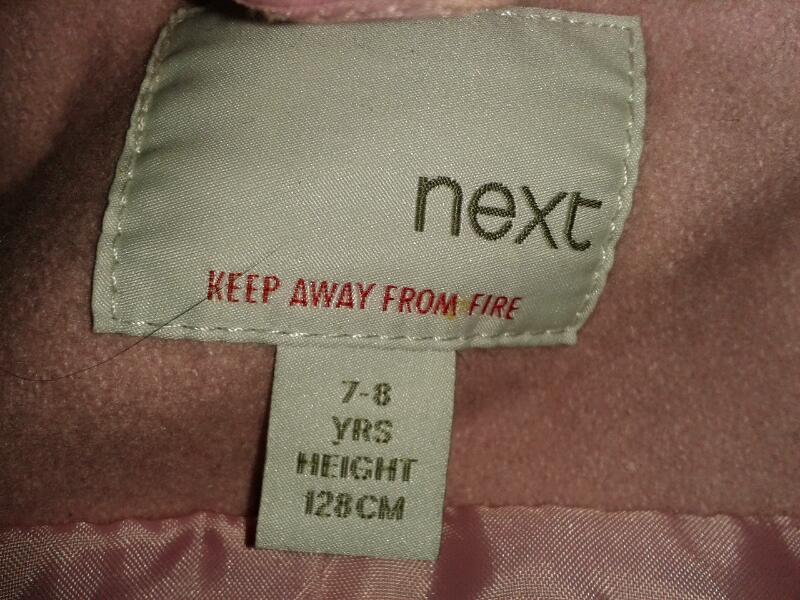 next
KEEP AWAY FROM FIRE
7-8
YRS
HEIGHT
128CM